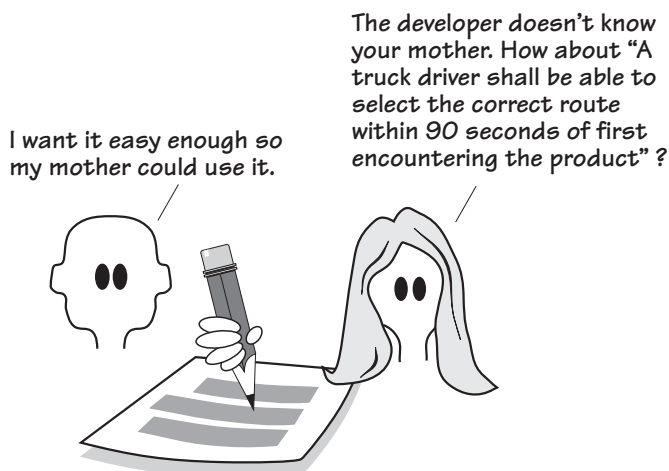 I want it easy enough so
my mother could use it.
The developer doesn't know
your mother. How about “A
truck driver shall be able to
select the correct route
within 90 seconds of first
encountering the product” ?